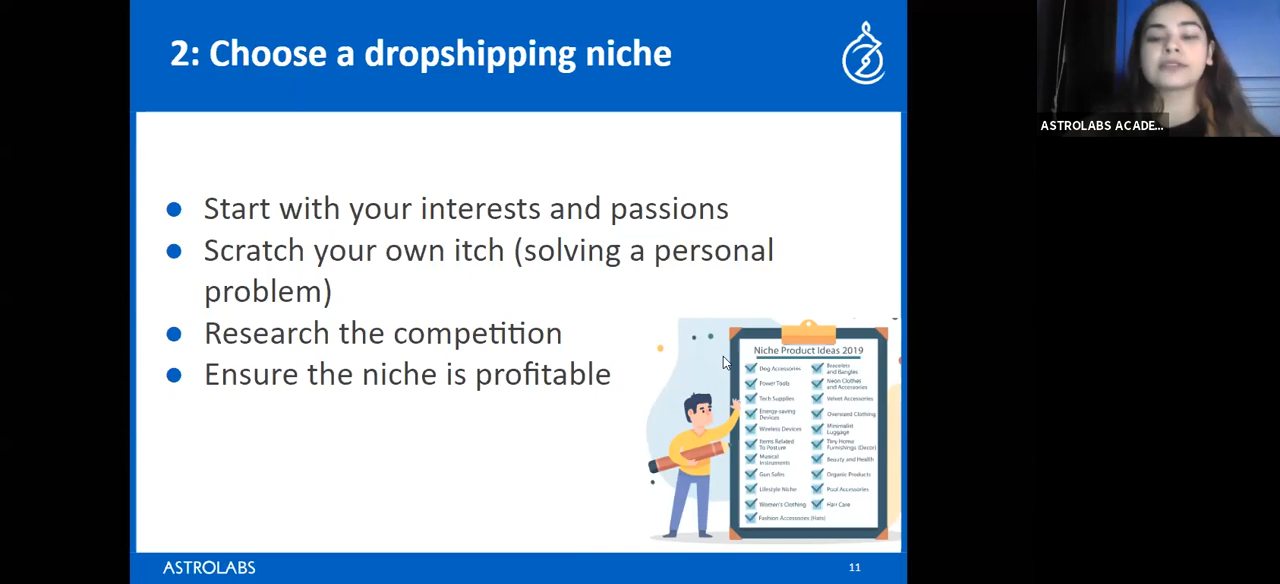 2: Choose a dropshipping niche
ASTROLABS ACADE...
● Start with your interests and passions
● Scratch your own itch (solving a personal
problem)
● Research the competition
● Ensure the niche is profitable
Niche Product Ideas 2019
Dog Accessories
Power Tools
Tech Supplies
Energy-saving
Devices
Wireless Devices
Items Related
To Posture
Musical
Instruments
Gun Sales
Lifestyle Niche
Women's Clothing
Fashion Accessories (Hats)
Bracelets
and Bangles
Neon Clothes
and Accessories
Velvet Accessories
Oversized Clothing
Minimalist
Luggage
Tiny Home
Furnishings (Decor)
Beauty and Health
Organic Products
Pool Accessories
Hair Care
ASTROLABS
11